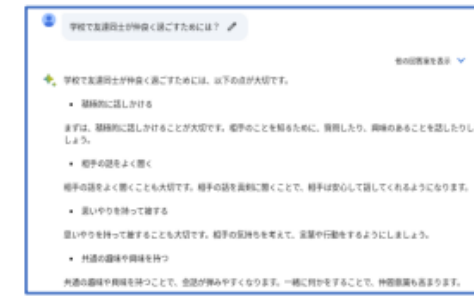 学校で友達同士が仲良く過ごすためには？
他の回答案を表示
学校で友達同士が仲良く過ごすためには、以下の点が大切です。
• 積極的に話しかける
まずは、積極的に話しかけることが大切です。相手のことを知るために、質問したり、興味のあることを話したりし
しょう。
• 相手の話をよく聞く
相手の話をよく聞くことも大切です。相手の話を真剣に聞くことで、相手は安心して話してくれるようになります。
• 思いやりを持って接する
思いやりを持って接することも大切です。相手の気持ちを考えて、言葉や行動をするようにしましょう。
• 共通の趣味や興味を持つ
共通の趣味や興味を持つことで、会話が弾みやすくなります。一緒に何かをすることで、仲間意識も高まります。